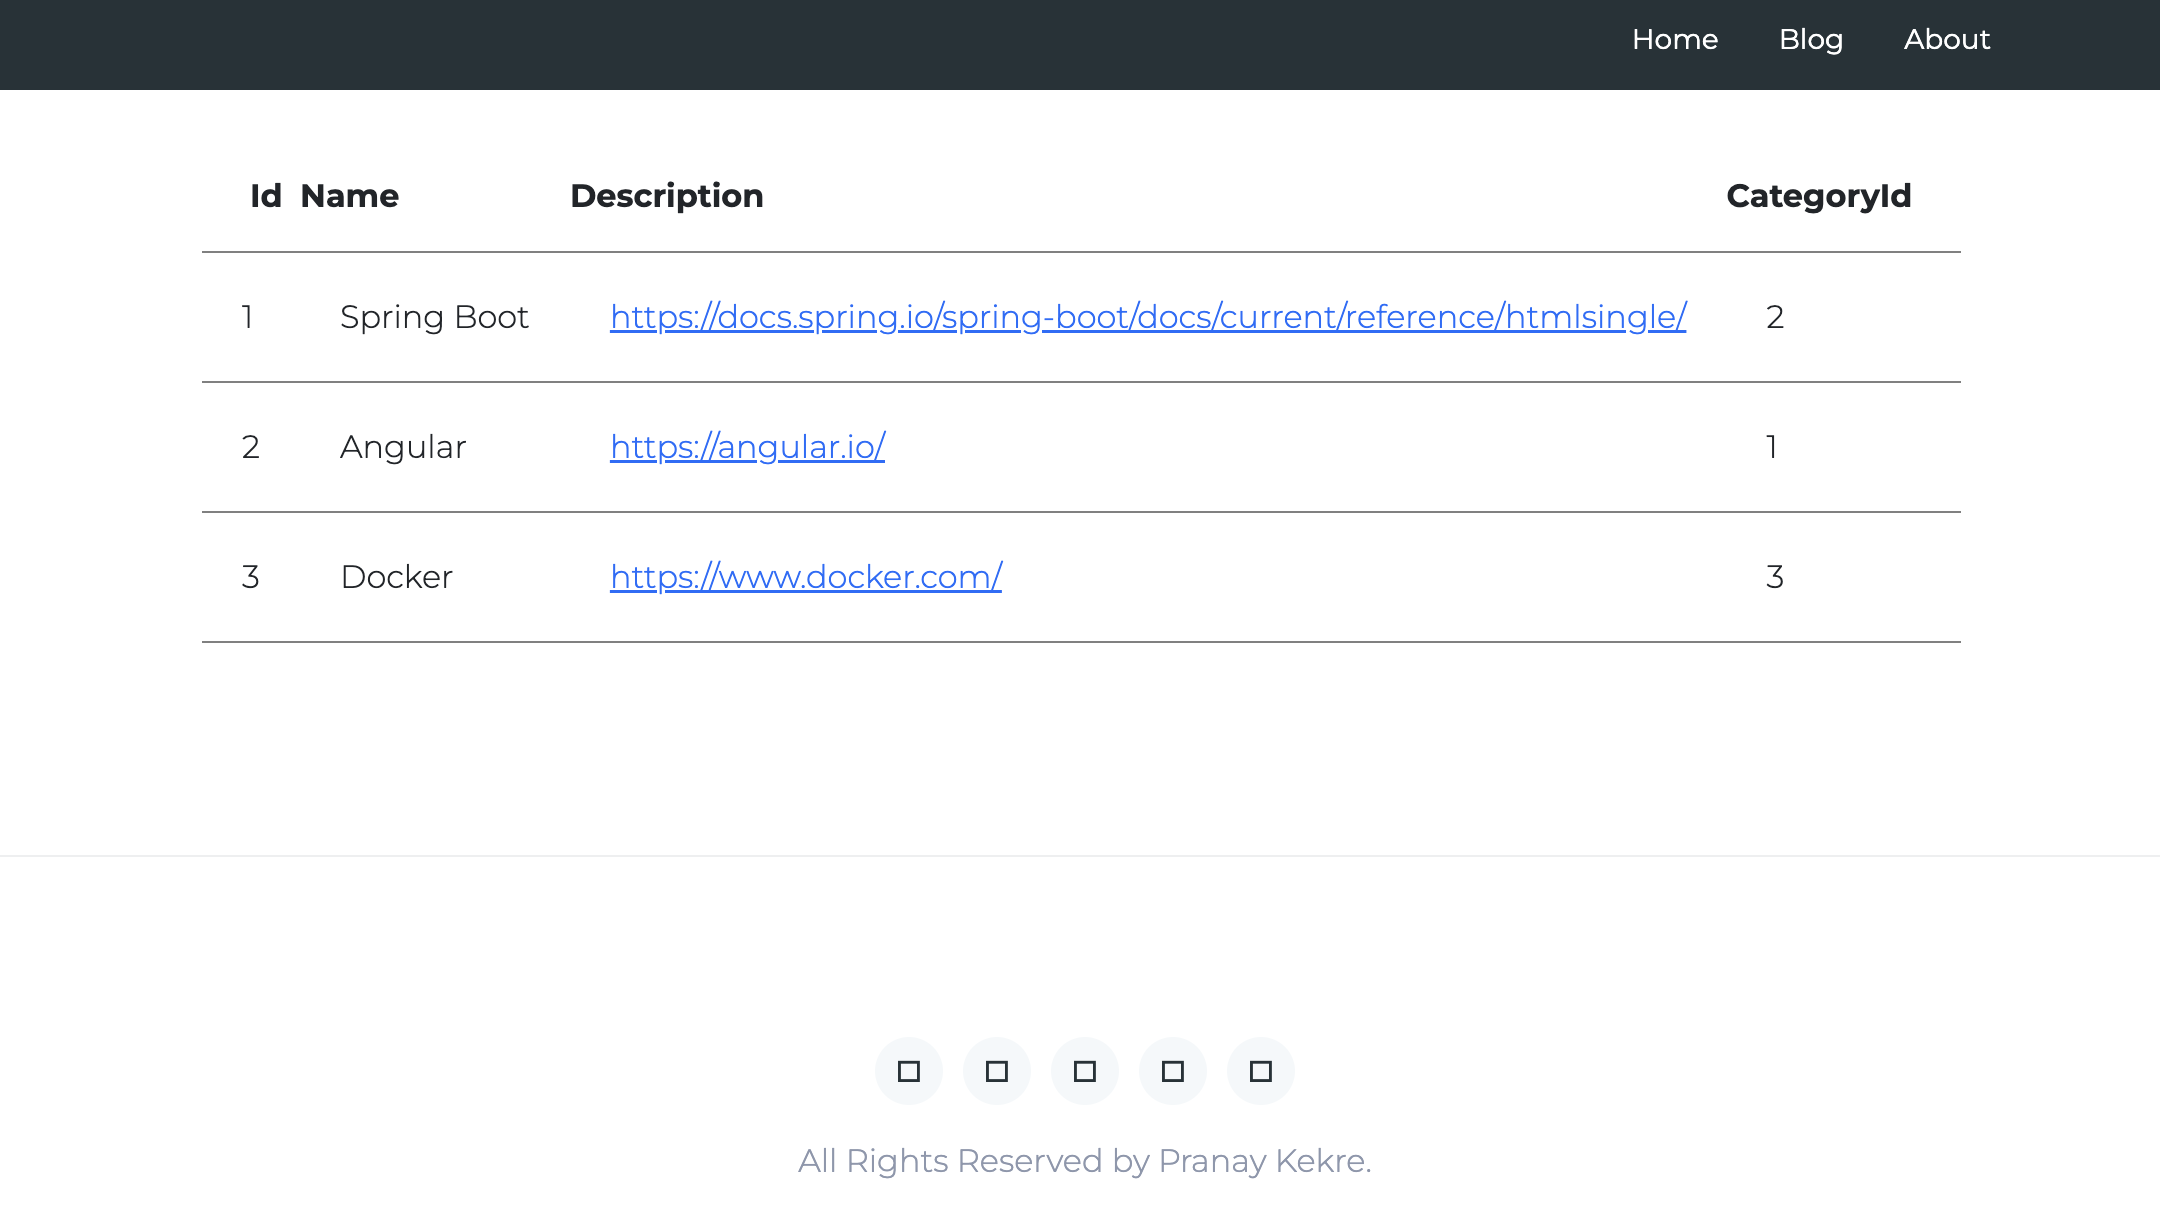 Home Blog About
Id Name Description CategoryId
1 Spring Boot https://docs.spring.io/spring-boot/docs/current/reference/htmlsingle/ 2
2 Angular https://angular.io/ 1
3 Docker https://www.docker.com/ 3
All Rights Reserved by Pranay Kekre.